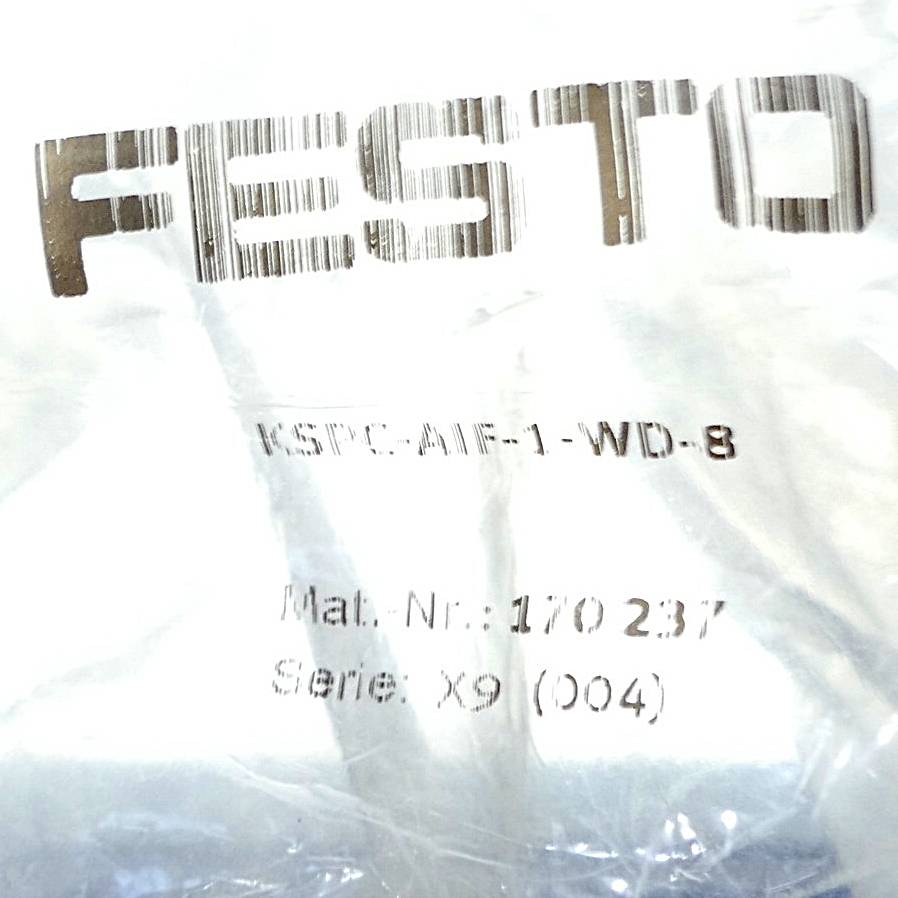 FESTO
KSPC-AIF-1-WD-8
Mat.-Nr.: 170 237
Serie: X9 (004)